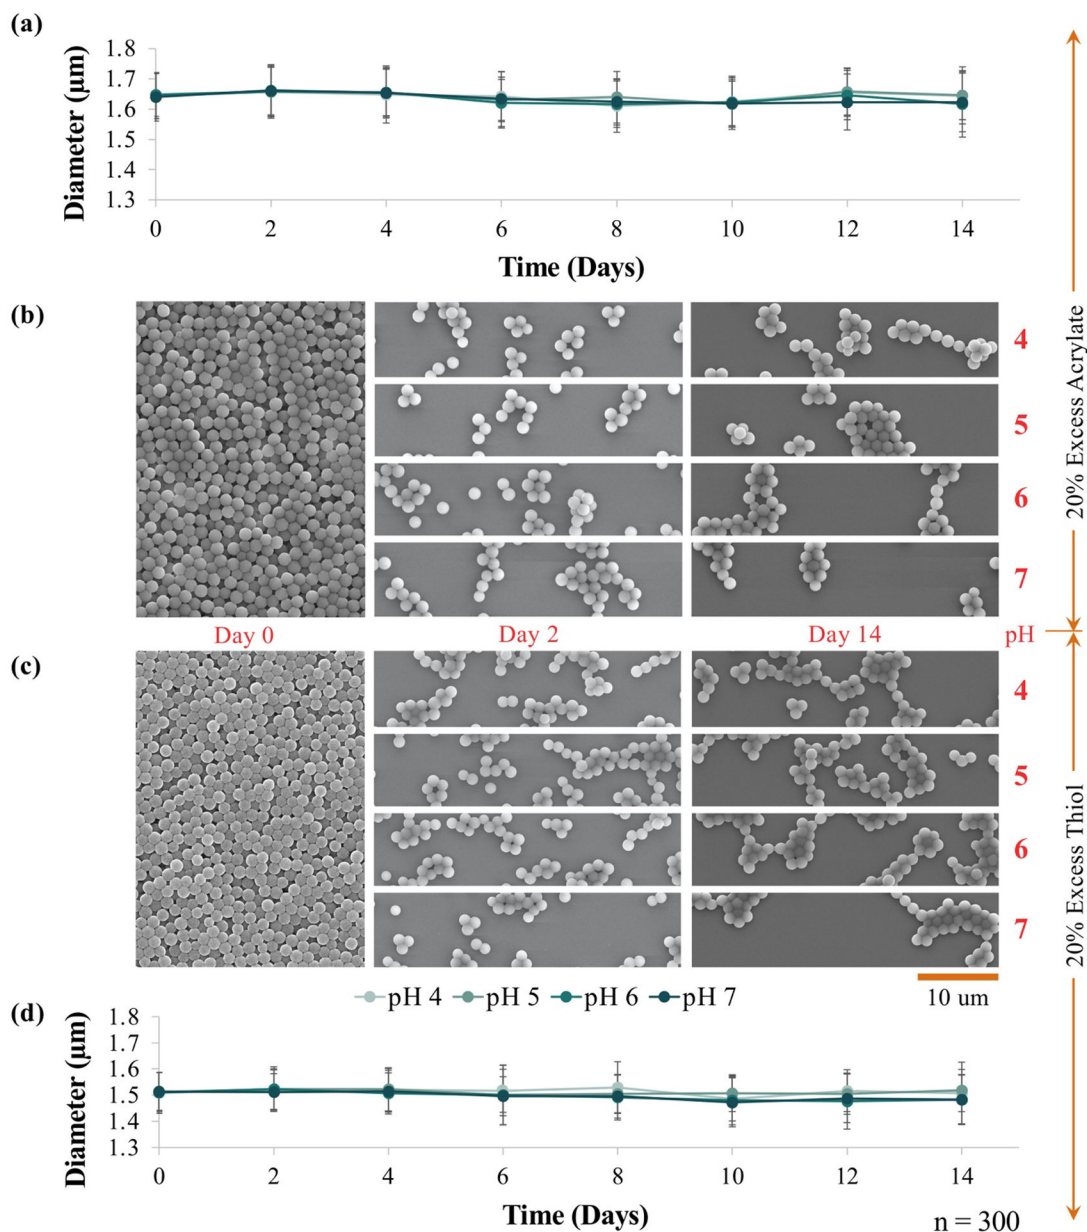 (a)
Diameter (μm)
1.8
1.7
1.6
1.5
1.4
1.3
0 2 4 6 8 10 12 14
Time (Days)
20% Excess Acrylate
(b)
4
5
6
7
Day 0 Day 2 Day 14 pH
(c)
4
5
6
7
20% Excess Thiol
10 um
pH 4 pH 5 pH 6 pH 7
(d)
Diameter (μm)
1.8
1.7
1.6
1.5
1.4
1.3
0 2 4 6 8 10 12 14
Time (Days)
n = 300